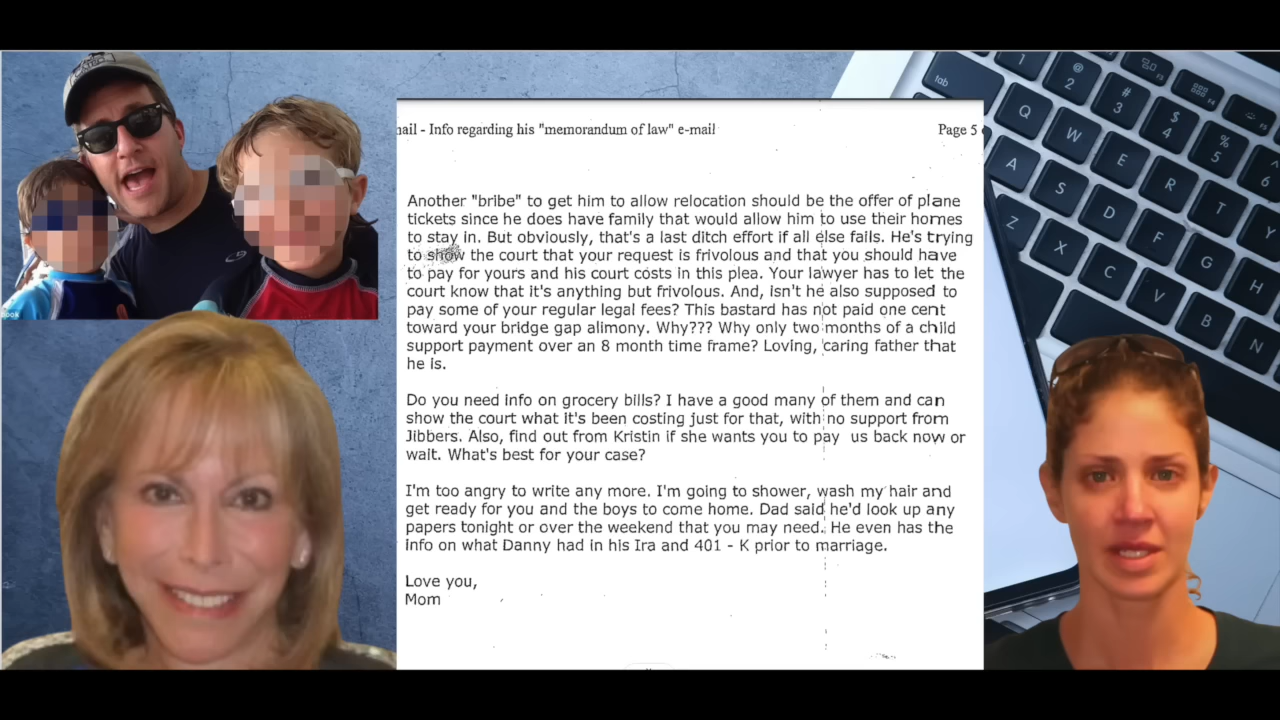 nail - Info regarding his "memorandum of law" e-mail Page 5
Another "bribe" to get him to allow relocation should be the offer of plane
tickets since he does have family that would allow him to use their homes
to stay in. But obviously, that's a last ditch effort if all else fails. He's trying
to show the court that your request is frivolous and that you should have
to pay for yours and his court costs in this plea. Your lawyer has to let the
court know that it's anything but frivolous. And, isn't he also supposed to
pay some of your regular legal fees? This bastard has not paid one cent
toward your bridge gap alimony. Why??? Why only two months of a child
support payment over an 8 month time frame? Loving, caring father that
he is.
Do you need info on grocery bills? I have a good many of them and can
show the court what it's been costing just for that, with no support from
Jibbers. Also, find out from Kristin if she wants you to pay us back now or
wait. What's best for your case?
I'm too angry to write any more. I'm going to shower, wash my hair and
get ready for you and the boys to come home. Dad said he'd look up any
papers tonight or over the weekend that you may need. He even has the
info on what Danny had in his Ira and 401 - K prior to marriage.
Love you,
Mom
tab
1
@ 2
# 3
$ 4
% 5
^ 6
Q W E R T Y
A S D F G H
Z X C V B N
ook